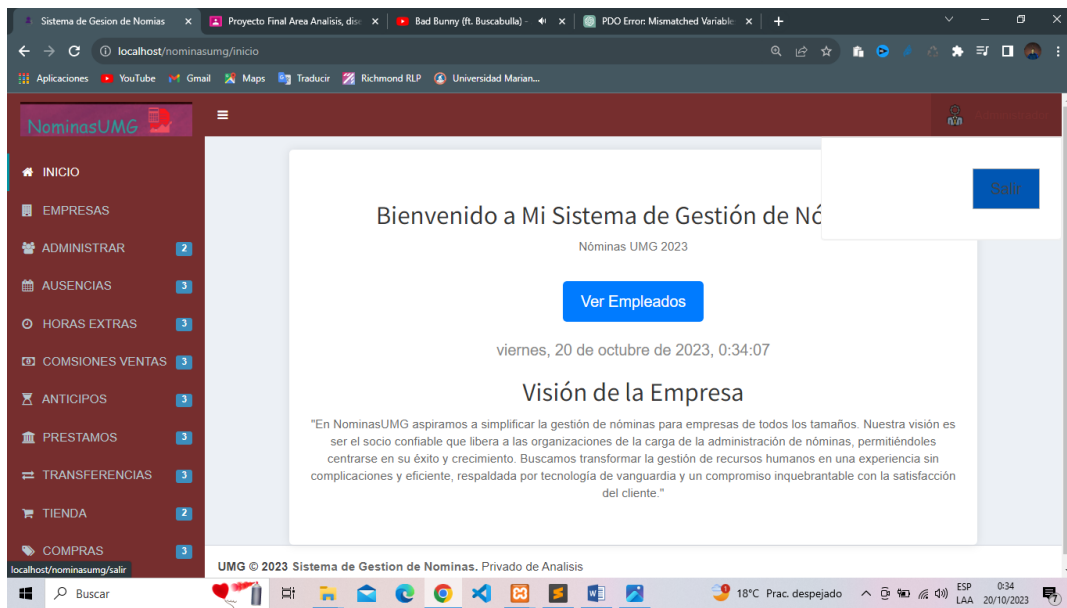 Sistema de Gesion de Nomias
Proyecto Final Area Analisis, dise
Bad Bunny (ft. Buscabulla) -
PDO Error: Mismatched Variable
localhost/nominasumg/inicio
Aplicaciones
YouTube
Gmail
Maps
Traducir
Richmond RLP
Universidad Marian...
NominasUMG
INICIO
EMPRESAS
ADMINISTRAR 2
AUSENCIAS 3
HORAS EXTRAS 3
COMSIONES VENTAS 3
ANTICIPOS 3
PRESTAMOS 3
TRANSFERENCIAS 3
TIENDA 2
COMPRAS 3
localhost/nominasumg/salir
Salir
Bienvenido a Mi Sistema de Gestión de Nó
Nóminas UMG 2023
Ver Empleados
viernes, 20 de octubre de 2023, 0:34:07
Visión de la Empresa
"En NominasUMG aspiramos a simplificar la gestión de nóminas para empresas de todos los tamaños. Nuestra visión es
ser el socio confiable que libera a las organizaciones de la carga de la administración de nóminas, permitiéndoles
centrarse en su éxito y crecimiento. Buscamos transformar la gestión de recursos humanos en una experiencia sin
complicaciones y eficiente, respaldada por tecnología de vanguardia y un compromiso inquebrantable con la satisfacción
del cliente."
UMG © 2023 Sistema de Gestion de Nominas. Privado de Analisis
Buscar
18°C Prac. despejado
ESP
LAA
0:34
20/10/2023
7